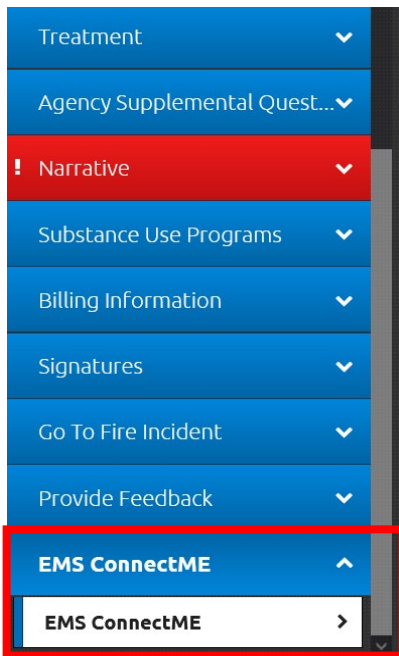 Treatment
Agency Supplemental Quest...
! Narrative
Substance Use Programs
Billing Information
Signatures
Go To Fire Incident
Provide Feedback
EMS ConnectME
EMS ConnectME